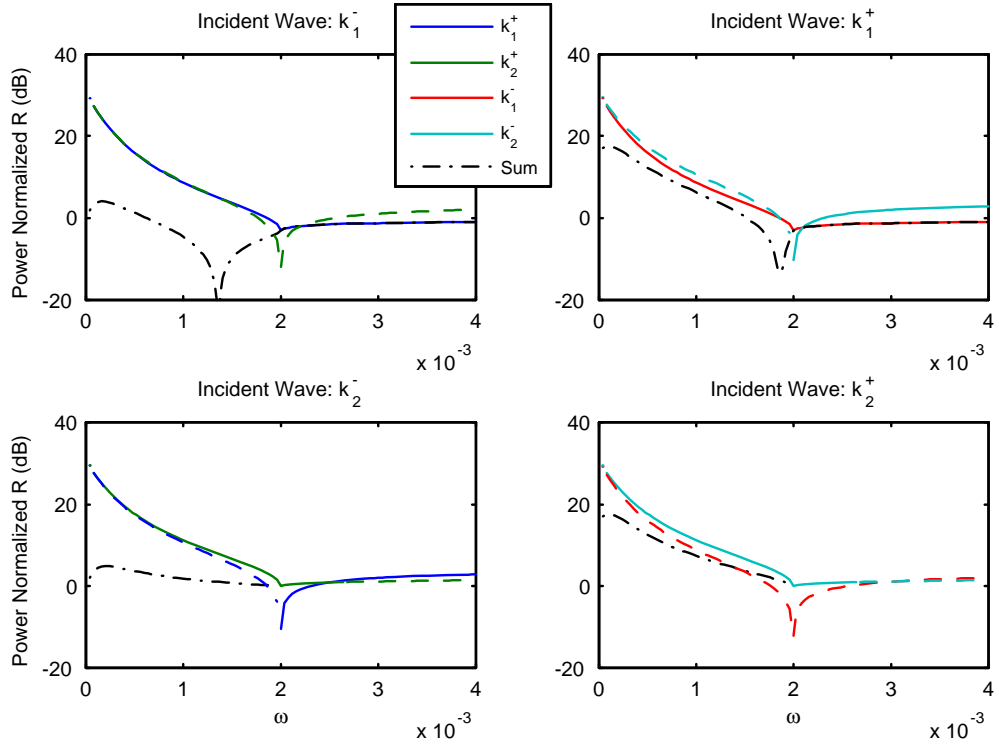 Incident Wave: k₁⁻
Power Normalized R (dB)
40
20
0
-20
0
1
2
3
4
x 10⁻³
k₁⁺
k₂⁺
k₁⁻
k₂⁻
Sum
Incident Wave: k₁⁺
40
20
0
-20
0
1
2
3
4
x 10⁻³
Incident Wave: k₂⁻
Power Normalized R (dB)
40
20
0
-20
0
1
2
3
4
ω
x 10⁻³
Incident Wave: k₂⁺
40
20
0
-20
0
1
2
3
4
ω
x 10⁻³